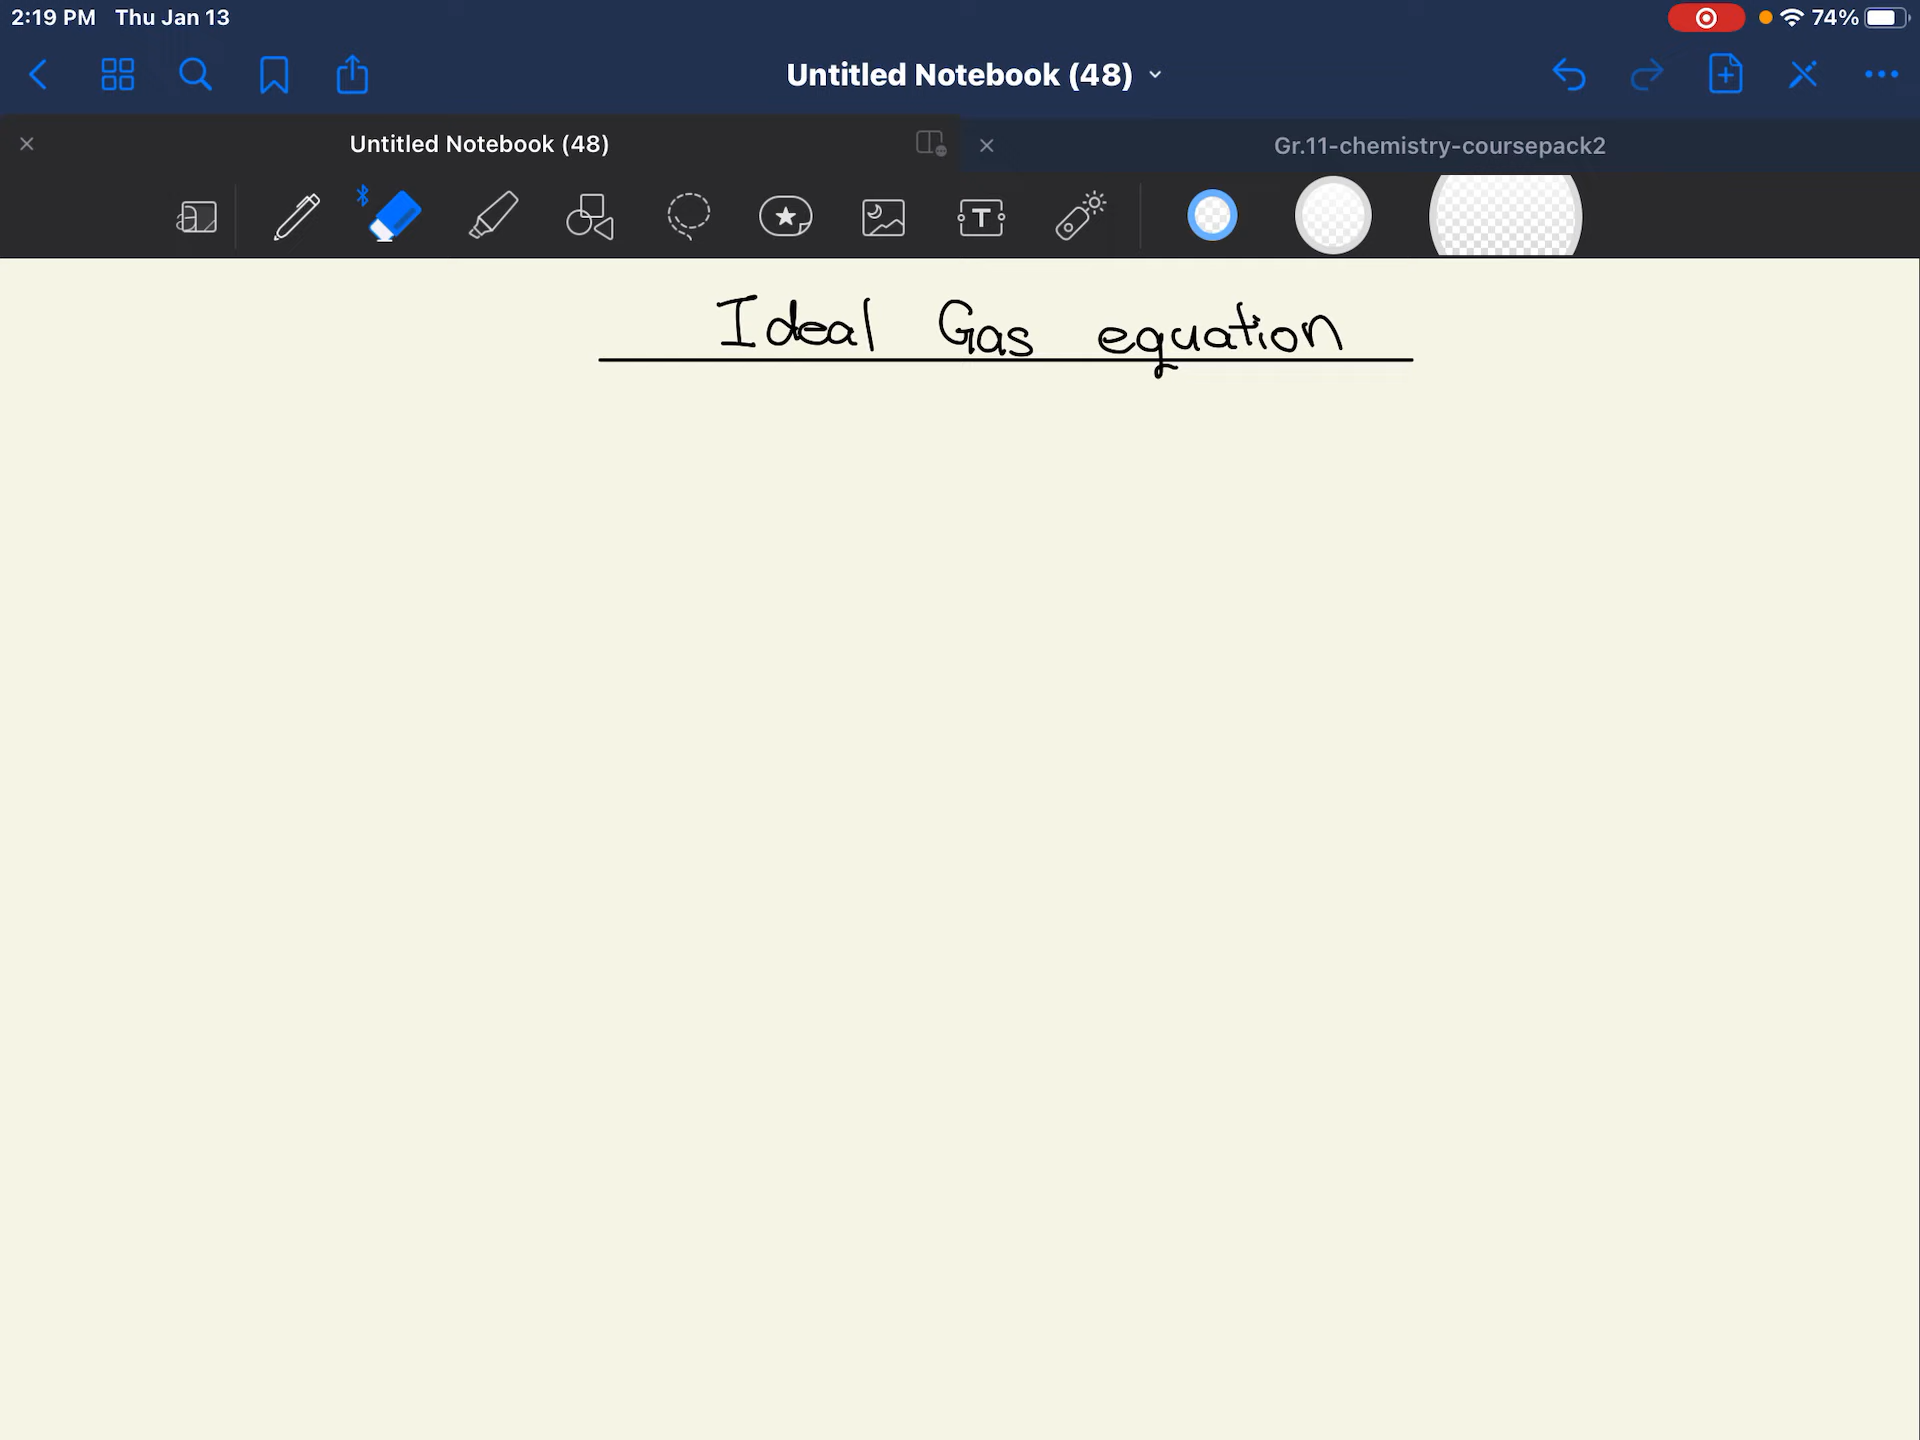 2:19 PM Thu Jan 13 74%
Untitled Notebook (48)
Untitled Notebook (48) Gr.11-chemistry-coursepack2
Ideal Gas equation